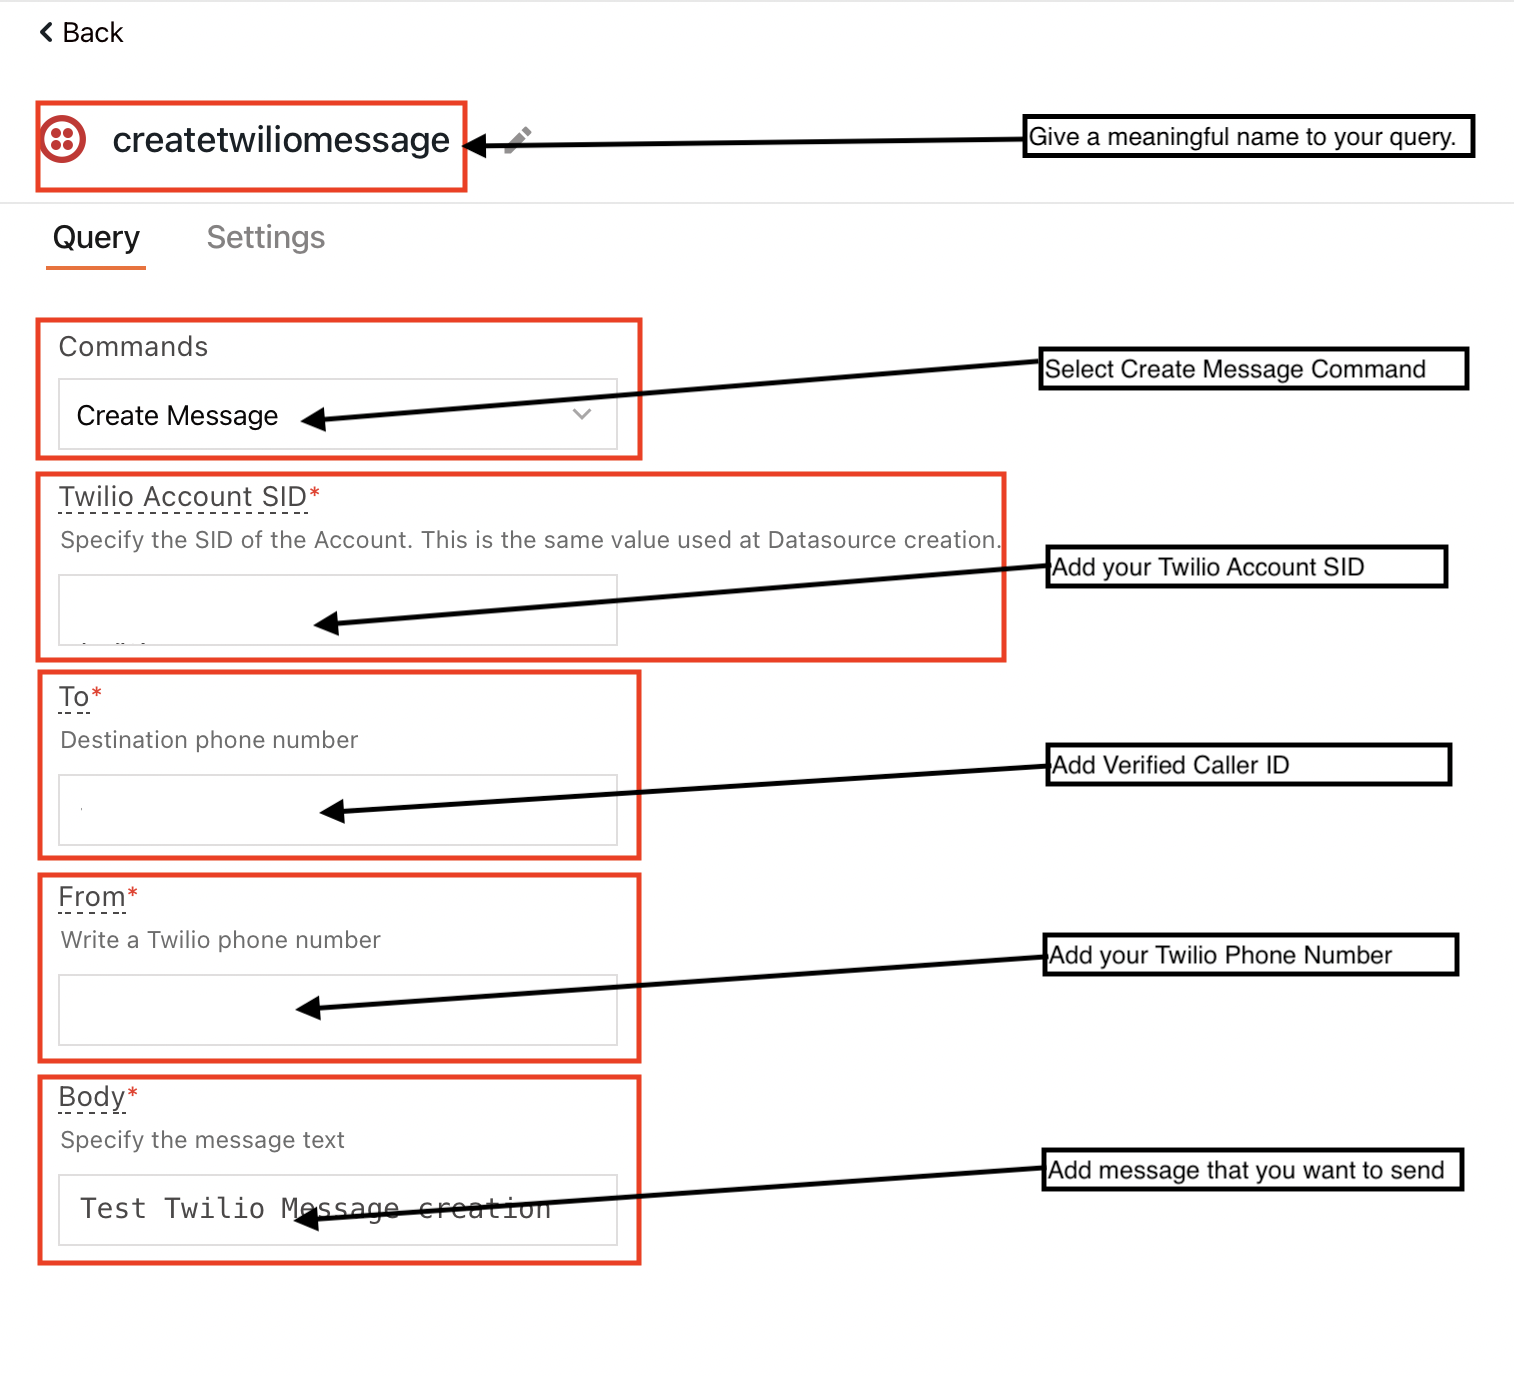 Back
createtwiliomessage
Give a meaningful name to your query.
Query Settings
Commands
Select Create Message Command
Create Message
Twilio Account SID*
Specify the SID of the Account. This is the same value used at Datasource creation.
Add your Twilio Account SID
To*
Destination phone number
Add Verified Caller ID
From*
Write a Twilio phone number
Add your Twilio Phone Number
Body*
Specify the message text
Add message that you want to send
Test Twilio Message creation